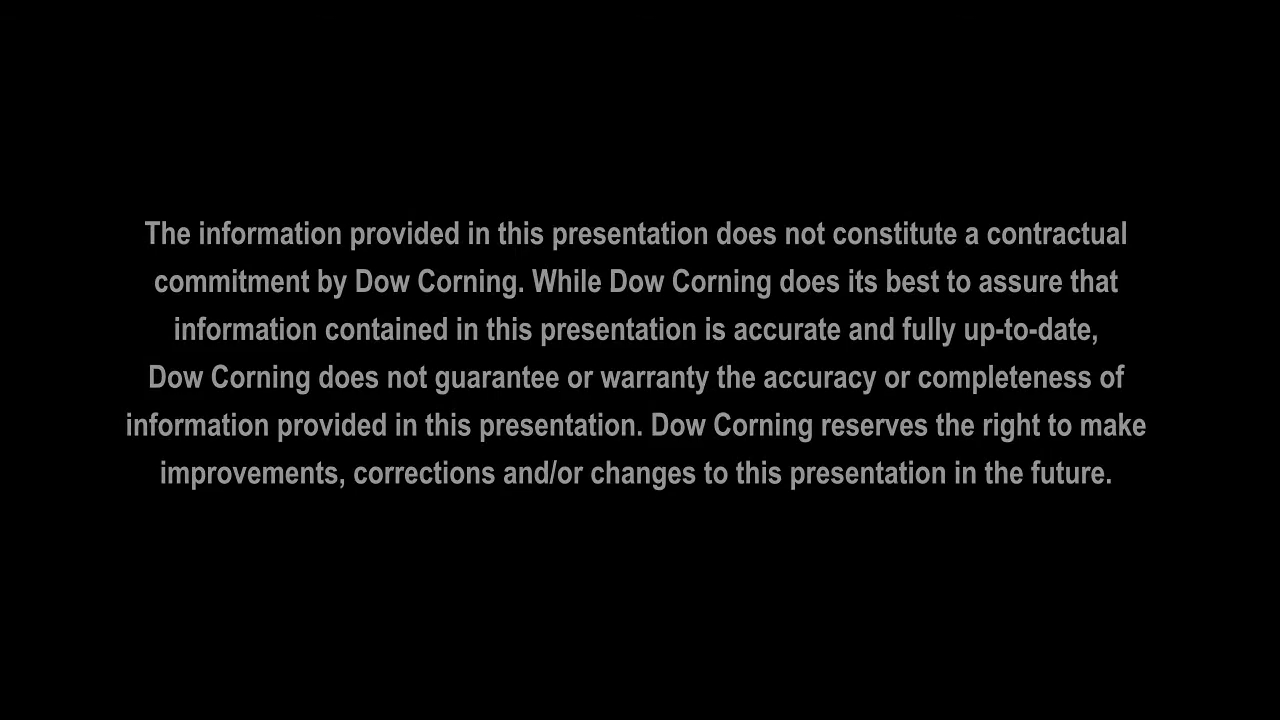 The information provided in this presentation does not constitute a contractual
commitment by Dow Corning. While Dow Corning does its best to assure that
information contained in this presentation is accurate and fully up-to-date,
Dow Corning does not guarantee or warranty the accuracy or completeness of
information provided in this presentation. Dow Corning reserves the right to make
improvements, corrections and/or changes to this presentation in the future.